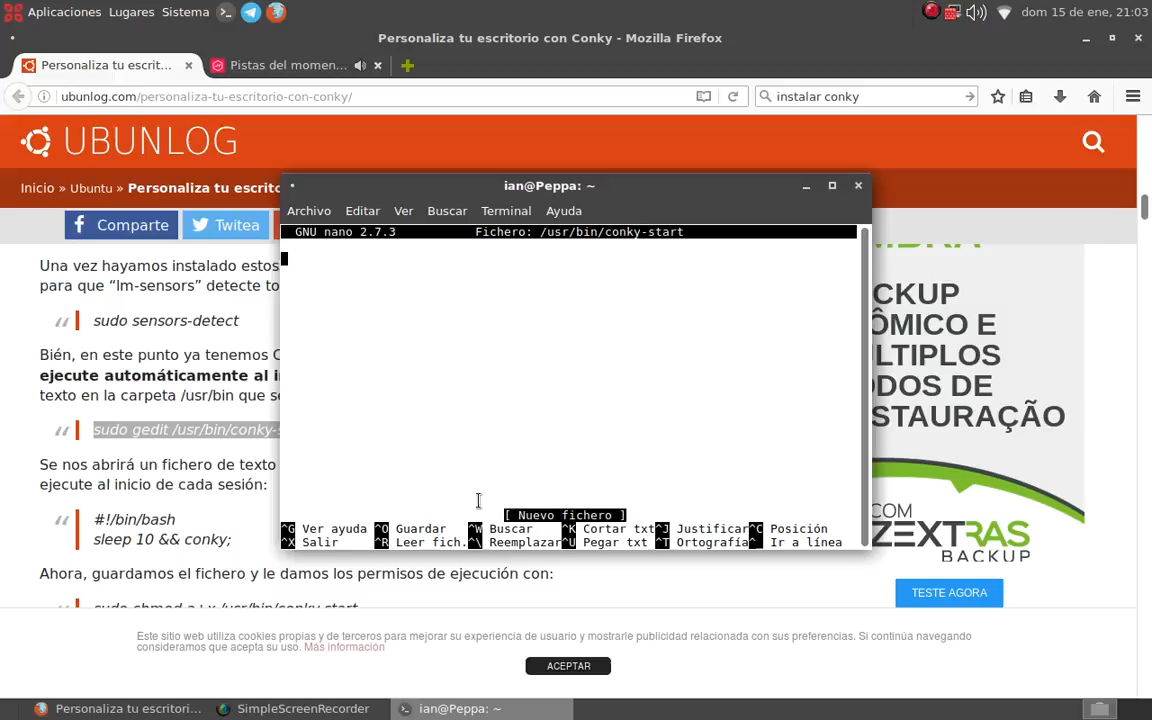 Aplicaciones Lugares Sistema
dom 15 de ene, 21:03
Personaliza tu escritorio con Conky - Mozilla Firefox
Personaliza tu escrit...
Pistas del momen...
ubunlog.com/personaliza-tu-escritorio-con-conky/
instalar conky
UBUNLOG
Inicio » Ubuntu » Personaliza tu escrito
Comparte
Twitea
ian@Peppa: ~
Archivo Editar Ver Buscar Terminal Ayuda
GNU nano 2.7.3 Fichero: /usr/bin/conky-start
Una vez hayamos instalado estos
para que “lm-sensors” detecte to
sudo sensors-detect
Bién, en este punto ya tenemos C
ejecute automáticamente al i
texto en la carpeta /usr/bin que se
sudo gedit /usr/bin/conky-s
Se nos abrirá un fichero de texto
ejecute al inicio de cada sesión:
#!/bin/bash
sleep 10 && conky;
Ahora, guardamos el fichero y le damos los permisos de ejecución con:
sudo chmod a+x /usr/bin/conky-start
[ Nuevo fichero ]
^G Ver ayuda ^O Guardar ^W Buscar ^K Cortar txt ^J Justificar ^C Posición
^X Salir ^R Leer fich. ^\ Reemplazar ^U Pegar txt ^T Ortografía ^_ Ir a línea
CKUP
ÔMICO E
LTIPLOS
DOS DE
STAURAÇÃO
COM
ZEXTRAS
BACKUP
TESTE AGORA
Este sitio web utiliza cookies propias y de terceros para mejorar su experiencia de usuario y mostrarle publicidad relacionada con sus preferencias. Si continúa navegando
consideramos que acepta su uso. Más información
ACEPTAR
Personaliza tu escritori...
SimpleScreenRecorder
ian@Peppa: ~